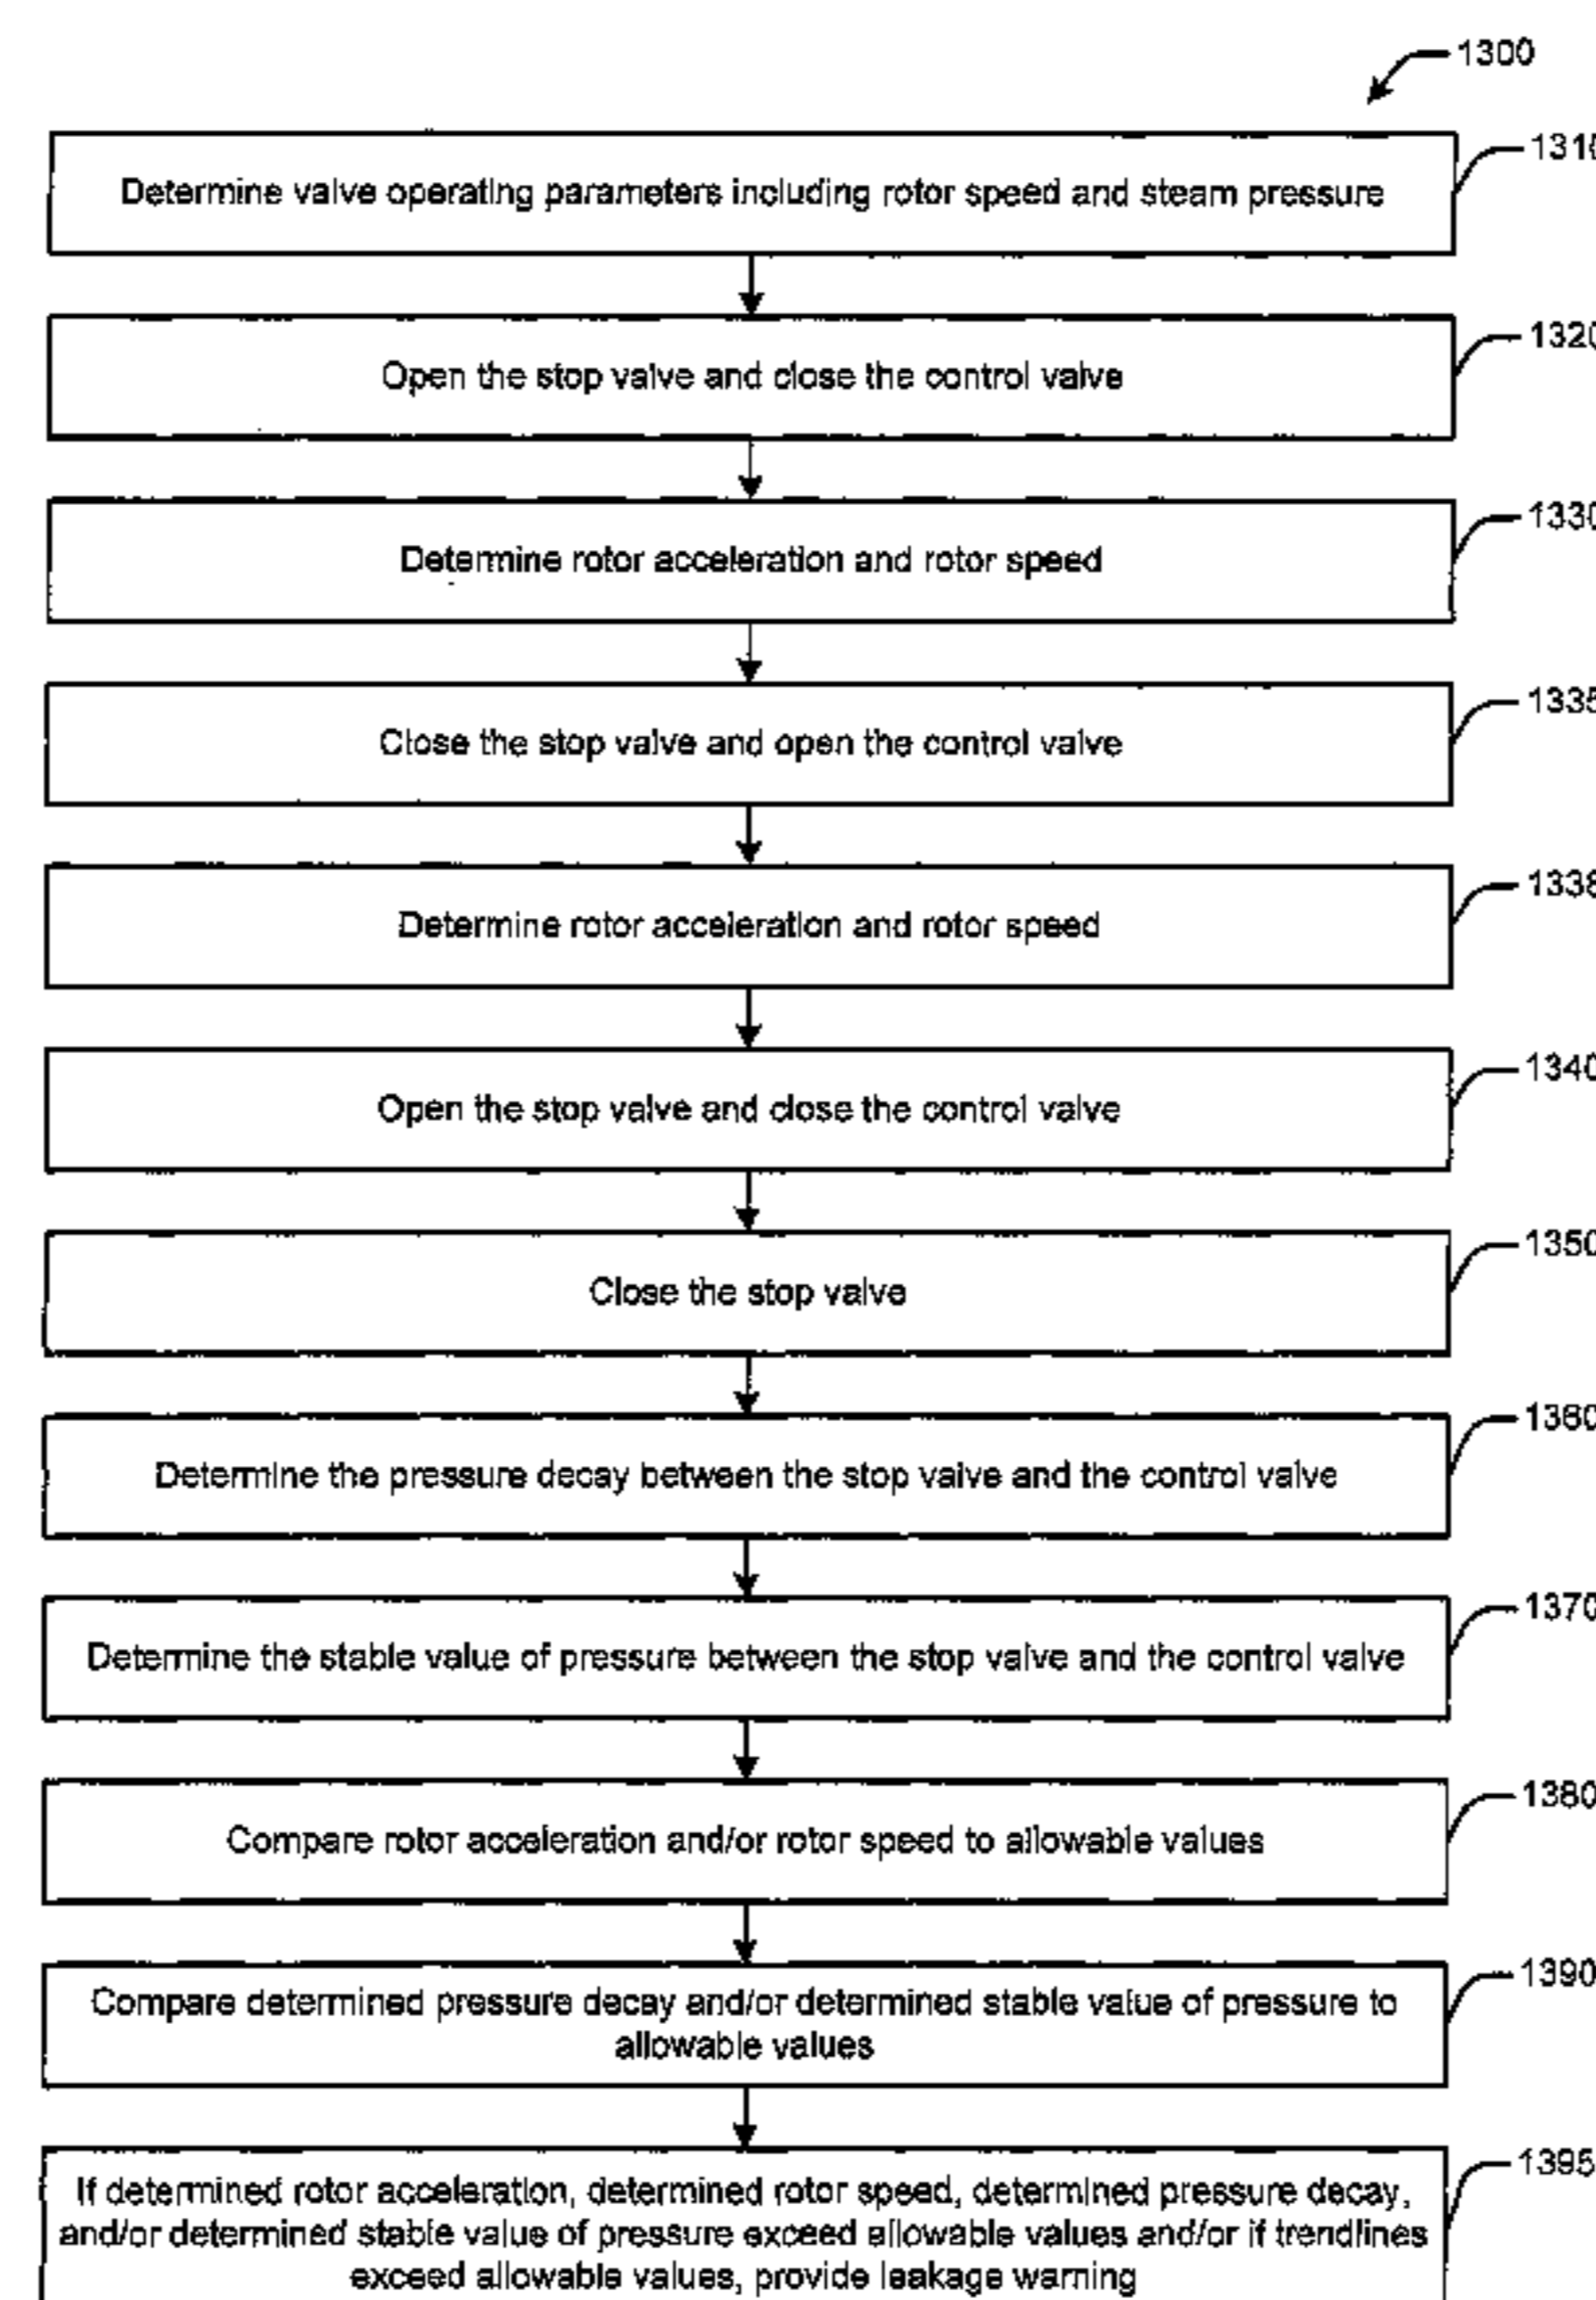 1300
1310
Determine valve operating parameters including rotor speed and steam pressure
1320
Open the stop valve and close the control valve
1330
Determine rotor acceleration and rotor speed
1335
Close the stop valve and open the control valve
1338
Determine rotor acceleration and rotor speed
1340
Open the stop valve and close the control valve
1350
Close the stop valve
1360
Determine the pressure decay between the stop valve and the control valve
1370
Determine the stable value of pressure between the stop valve and the control valve
1380
Compare rotor acceleration and/or rotor speed to allowable values
1390
Compare determined pressure decay and/or determined stable value of pressure to
allowable values
1395
If determined rotor acceleration, determined rotor speed, determined pressure decay,
and/or determined stable value of pressure exceed allowable values and/or if trendlines
exceed allowable values, provide leakage warning